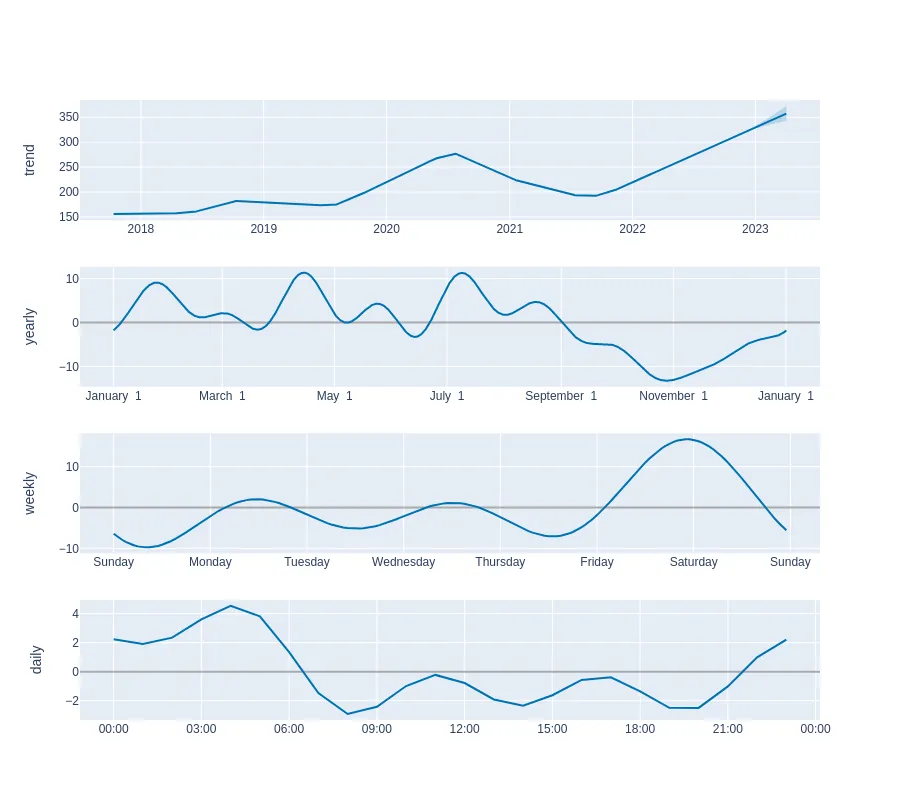 trend
350
300
250
200
150
2018 2019 2020 2021 2022 2023
yearly
10
0
−10
January 1 March 1 May 1 July 1 September 1 November 1 January 1
weekly
10
0
−10
Sunday Monday Tuesday Wednesday Thursday Friday Saturday Sunday
daily
4
2
0
−2
00:00 03:00 06:00 09:00 12:00 15:00 18:00 21:00 00:00